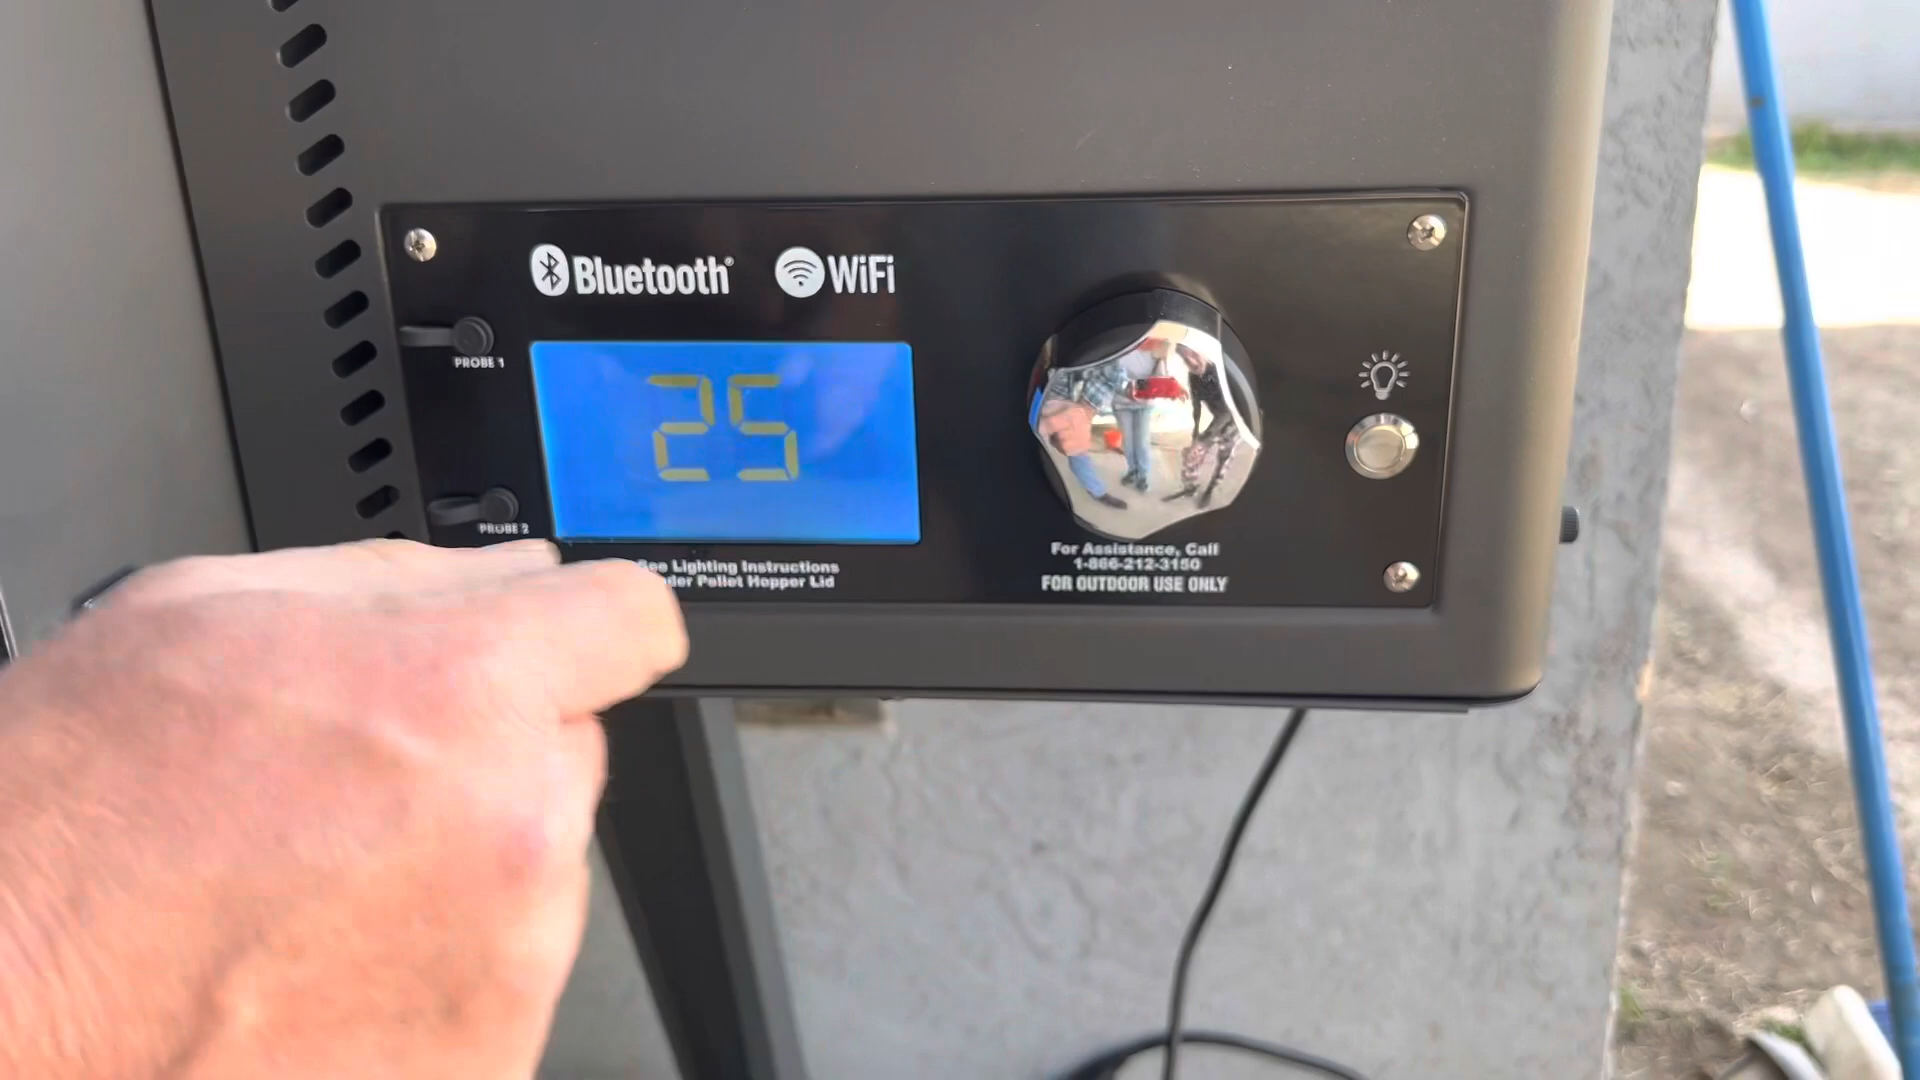 Bluetooth®
WiFi
PROBE 1
25
PROBE 2
See Lighting Instructions
Pellet Hopper Lid
For Assistance, Call
1-866-212-3150
FOR OUTDOOR USE ONLY